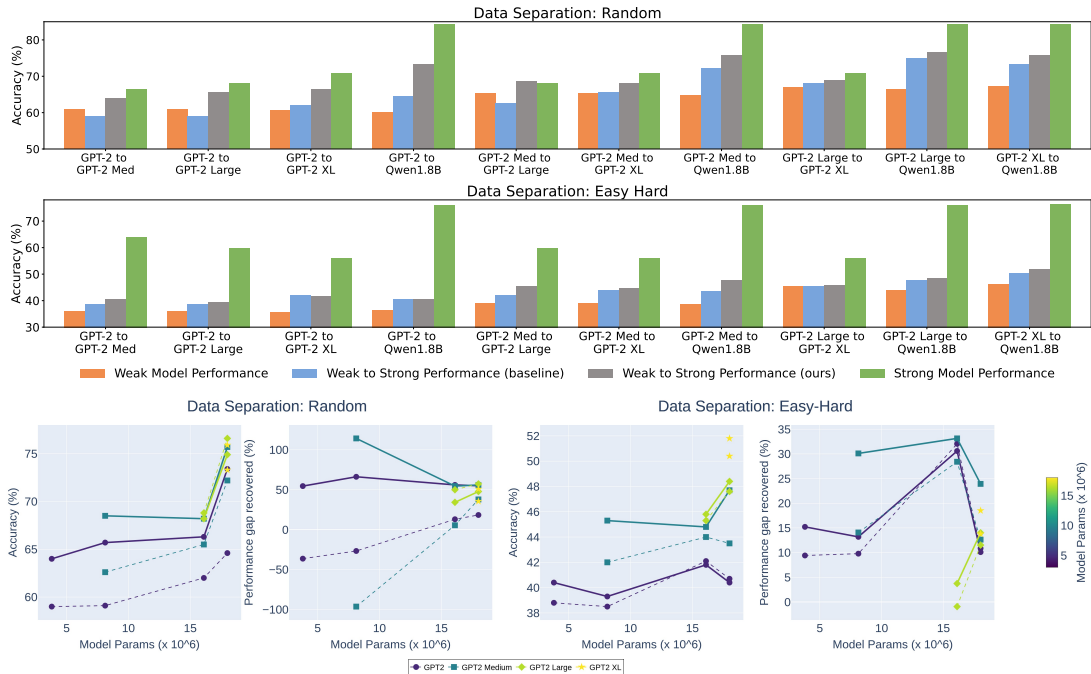 Data Separation: Random
Accuracy (%)
80
70
60
50
GPT-2 to
GPT-2 Med
GPT-2 to
GPT-2 Large
GPT-2 to
GPT-2 XL
GPT-2 to
Qwen1.8B
GPT-2 Med to
GPT-2 Large
GPT-2 Med to
GPT-2 XL
GPT-2 Med to
Qwen1.8B
GPT-2 Large to
GPT-2 XL
GPT-2 Large to
Qwen1.8B
GPT-2 XL to
Qwen1.8B
Data Separation: Easy Hard
Accuracy (%)
70
60
50
40
30
GPT-2 to
GPT-2 Med
GPT-2 to
GPT-2 Large
GPT-2 to
GPT-2 XL
GPT-2 to
Qwen1.8B
GPT-2 Med to
GPT-2 Large
GPT-2 Med to
GPT-2 XL
GPT-2 Med to
Qwen1.8B
GPT-2 Large to
GPT-2 XL
GPT-2 Large to
Qwen1.8B
GPT-2 XL to
Qwen1.8B
Weak Model Performance
Weak to Strong Performance (baseline)
Weak to Strong Performance (ours)
Strong Model Performance
Data Separation: Random
Accuracy (%)
75
70
65
60
5
10
15
Model Params (x 10^6)
Performance gap recovered (%)
100
50
0
−50
−100
5
10
15
Model Params (x 10^6)
Data Separation: Easy-Hard
Accuracy (%)
52
50
48
46
44
42
40
38
5
10
15
Model Params (x 10^6)
Performance gap recovered (%)
35
30
25
20
15
10
5
0
5
10
15
Model Params (x 10^6)
15
10
5
Model Params (x 10^6)
GPT2
GPT2 Medium
GPT2 Large
GPT2 XL